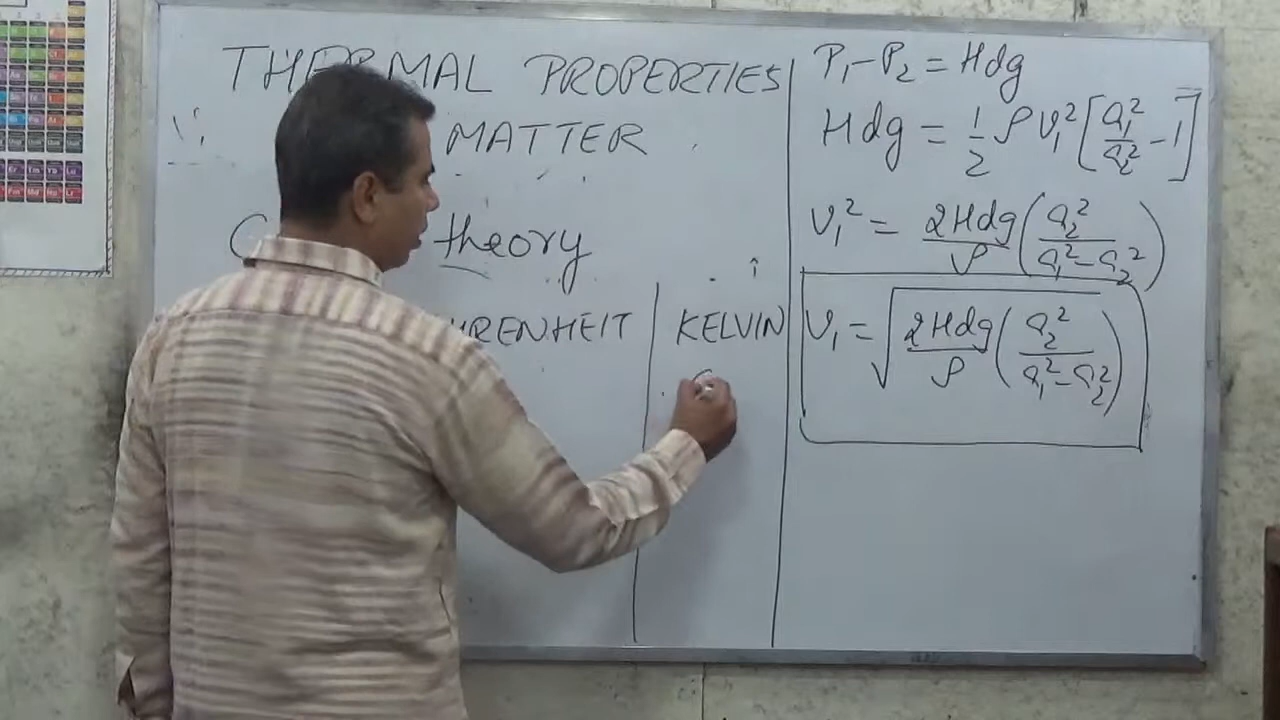 THERMAL PROPERTIES
MATTER
theory
KELVIN
P₁-P₂ = Hdg
Hdg = 1/2 ρ v₁² [a₁²/a₂² - 1]
v₁² = 2Hdg/ρ (a₂²/a₁²-a₂²)
v₁ = √2Hdg/ρ (a₂²/a₁²-a₂²)